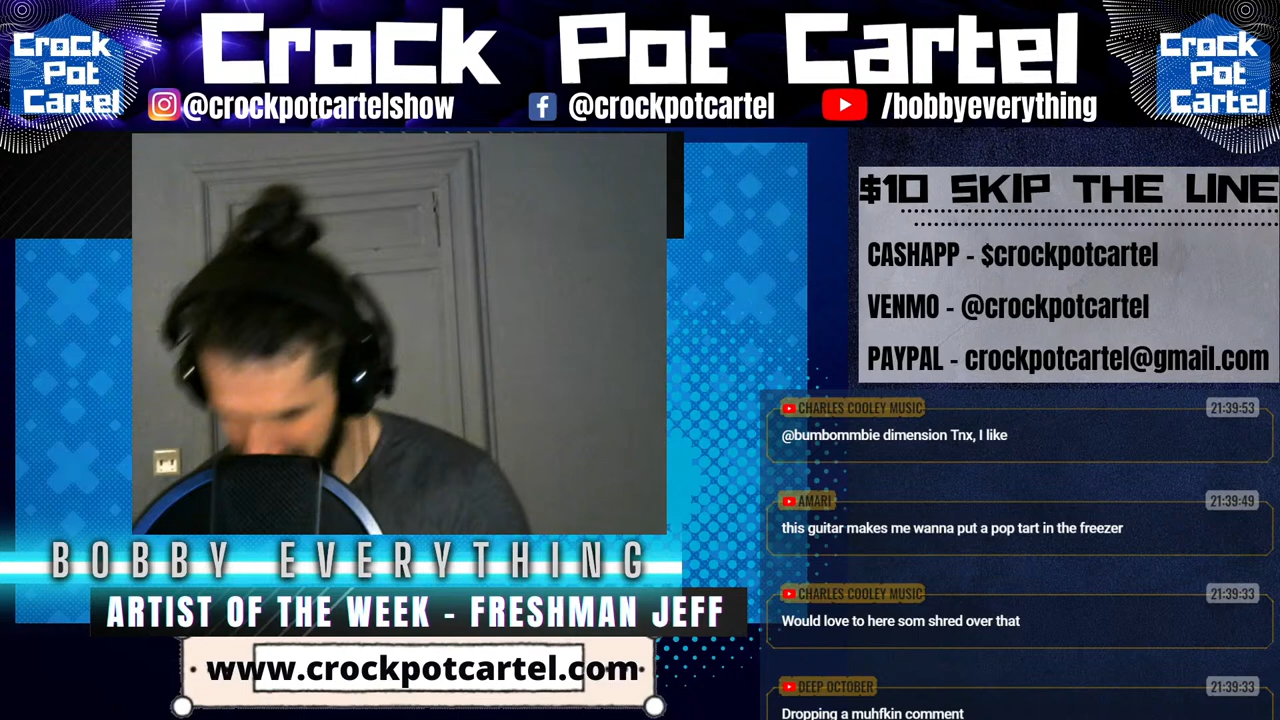 Crock Pot Cartel
Crock
Pot
Cartel
Crock
Pot
Cartel
@crockpotcartelshow
@crockpotcartel
/bobbyeverything
$10 SKIP THE LINE
CASHAPP - $crockpotcartel
VENMO - @crockpotcartel
PAYPAL - crockpotcartel@gmail.com
CHARLES COOLEY MUSIC 21:39:53
@bumbommbie dimension Tnx, I like
AMARI 21:39:49
this guitar makes me wanna put a pop tart in the freezer
CHARLES COOLEY MUSIC 21:39:33
Would love to here som shred over that
DEEP OCTOBER 21:39:33
Dropping a muhfkin comment
BOBBY EVERYTHING
ARTIST OF THE WEEK - FRESHMAN JEFF
www.crockpotcartel.com